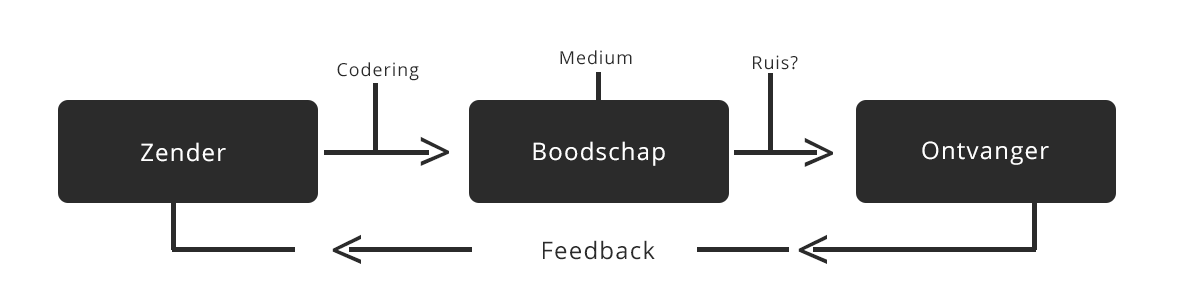 Codering
Medium
Ruis?
Zender
Boodschap
Ontvanger
Feedback